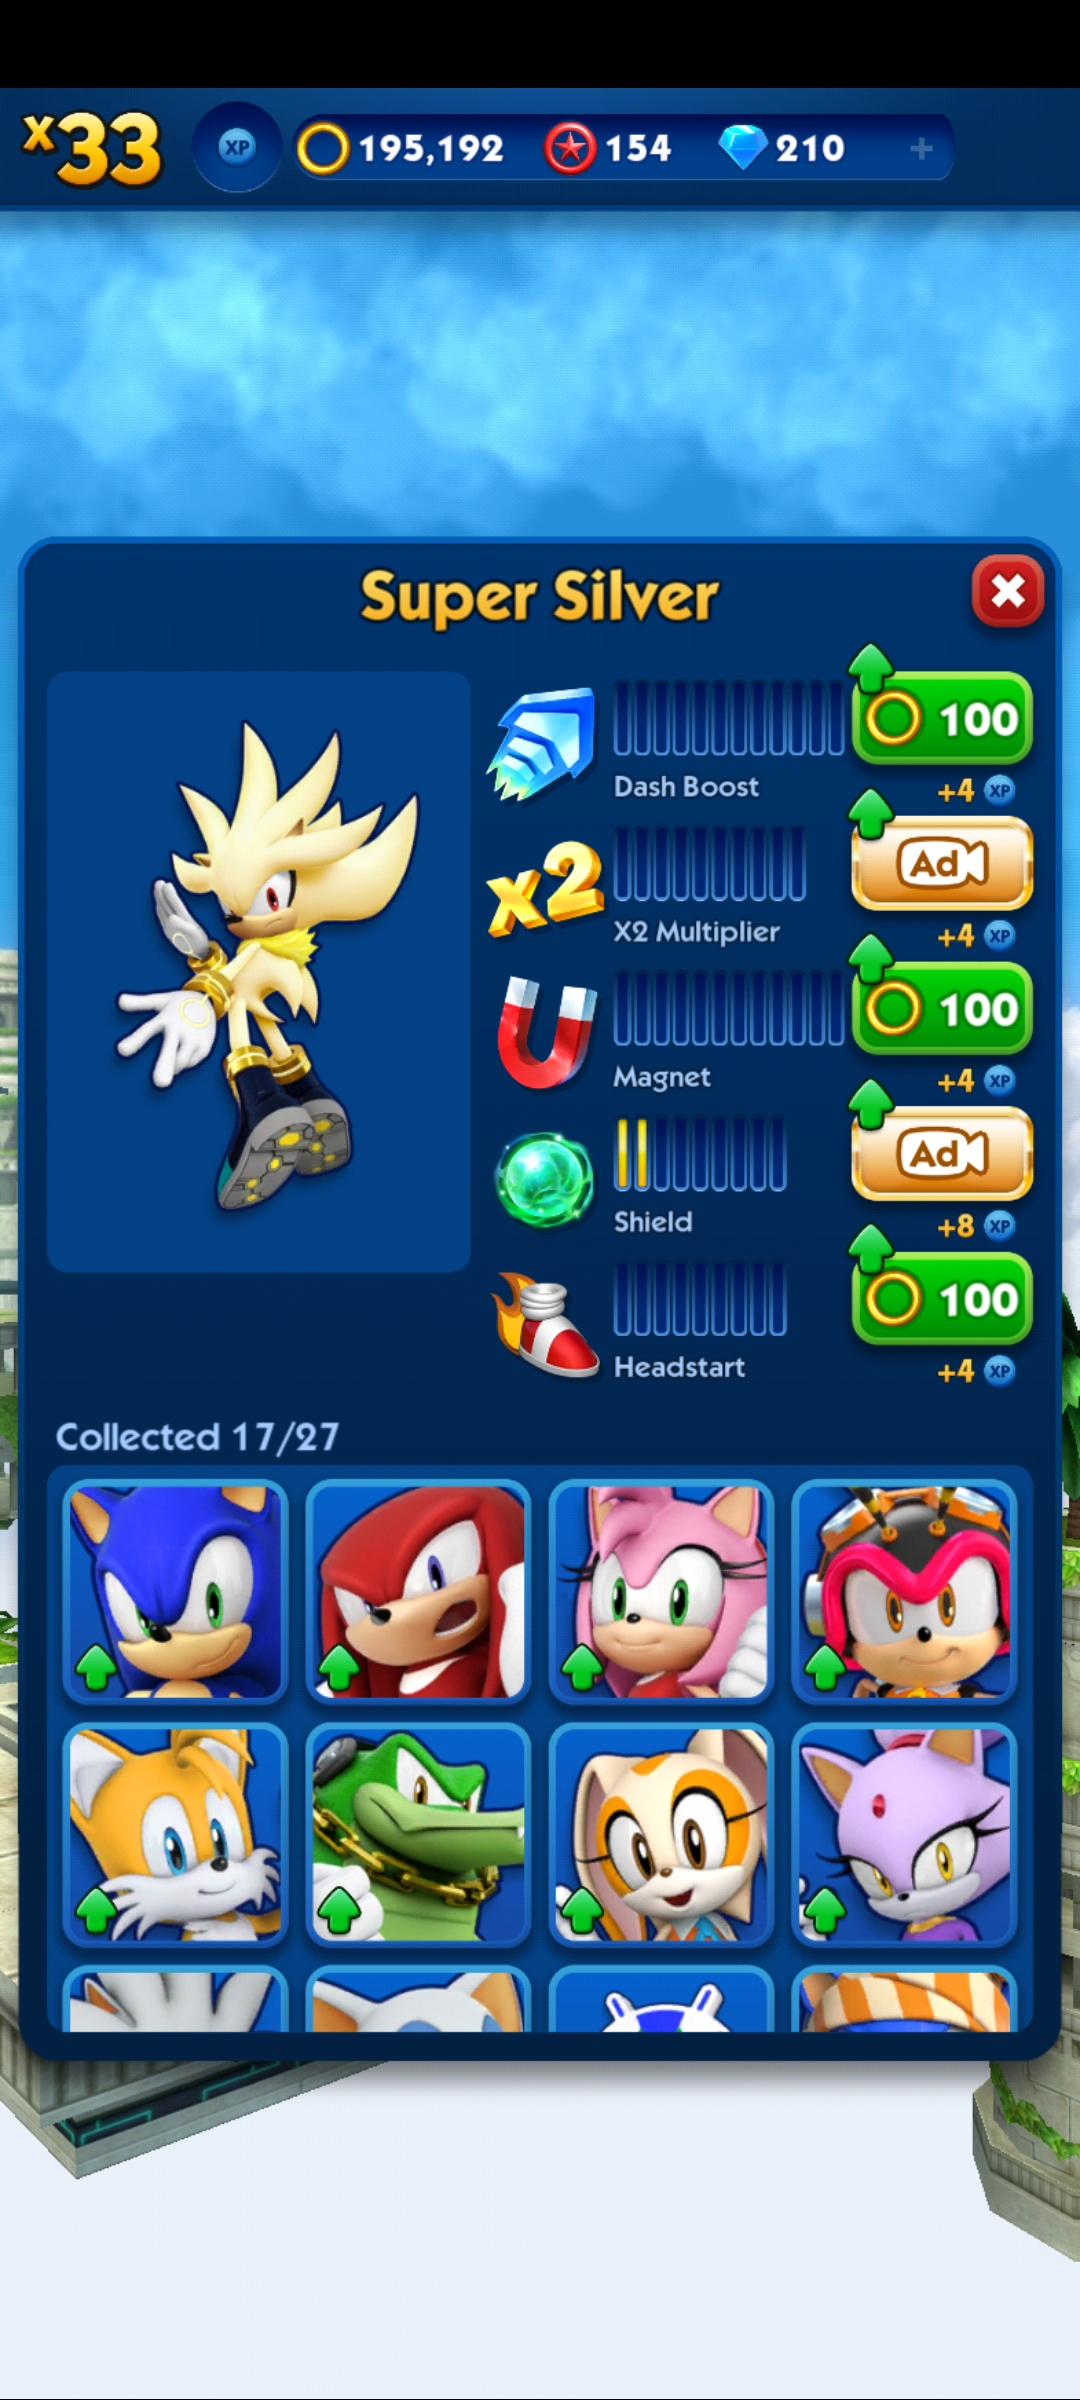 x33 XP 195,192 154 210 +
Super Silver
100
Dash Boost
+4 XP
x2
Ad
X2 Multiplier
+4 XP
100
Magnet
+4 XP
Ad
Shield
+8 XP
100
Headstart
+4 XP
Collected 17/27